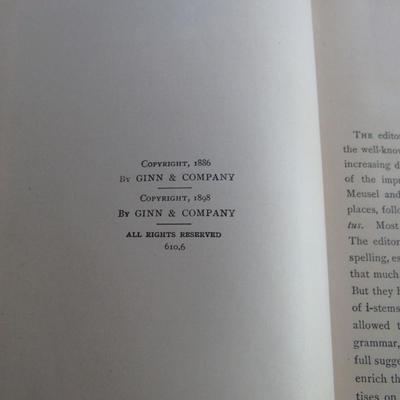 COPYRIGHT, 1886
BY GINN & COMPANY
COPYRIGHT, 1898
BY GINN & COMPANY
ALL RIGHTS RESERVED
610.6
THE edito
the well-know
increasing d
of the impr
Meusel and
places, follo
tus. Most
The editor
spelling, es
that much
But they h
of i-stems
allowed t
grammar,
full sugge
enrich th
tises on